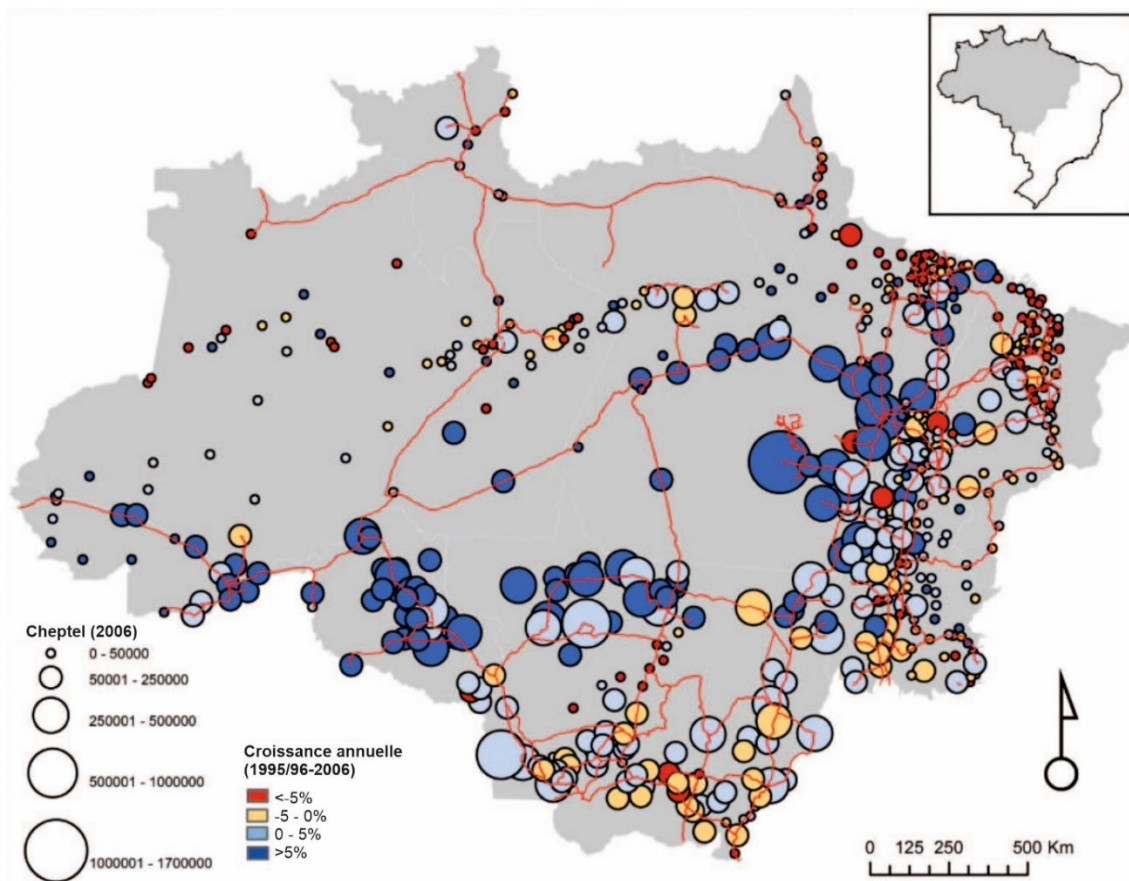 Cheptel (2006)
0 - 50000
50001 - 250000
250001 - 500000
500001 - 1000000
1000001 - 1700000
Croissance annuelle
(1995/96-2006)
<-5%
-5 - 0%
0 - 5%
>5%
0 125 250 500 Km